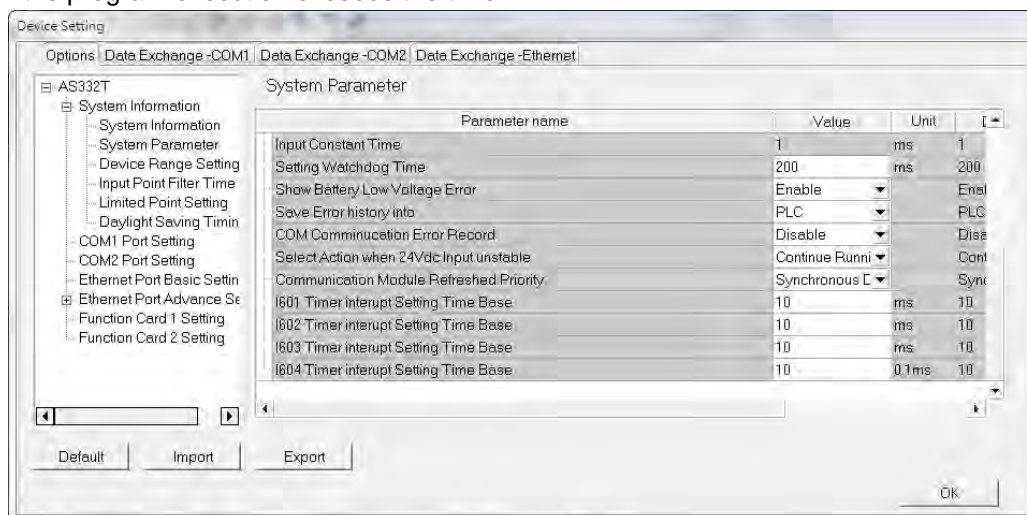 Device Setting
Options Data Exchange -COM1 Data Exchange -COM2 Data Exchange -Ethernet
AS332T
System Information
System Information
System Parameter
Device Range Setting
Input Point Filter Time
Limited Point Setting
Daylight Saving Timin
COM1 Port Setting
COM2 Port Setting
Ethernet Port Basic Settin
Ethernet Port Advance Se
Function Card 1 Setting
Function Card 2 Setting
System Parameter
Parameter name Value Unit
Input Constant Time 1 ms 1
Setting Watchdog Time 200 ms 200
Show Battery Low Voltage Error Enable Enal
Save Error history into PLC PLC
COM Comminucation Error Record Disable Disa
Select Action when 24Vdc Input unstable Continue Runni Cont
Communication Module Refreshed Priority Synchronous D Sync
I601 Timer interupt Setting Time Base 10 ms 10
I602 Timer interupt Setting Time Base 10 ms 10
I603 Timer interupt Setting Time Base 10 ms 10
I604 Timer interupt Setting Time Base 10 0.1ms 10
Default Import Export
OK